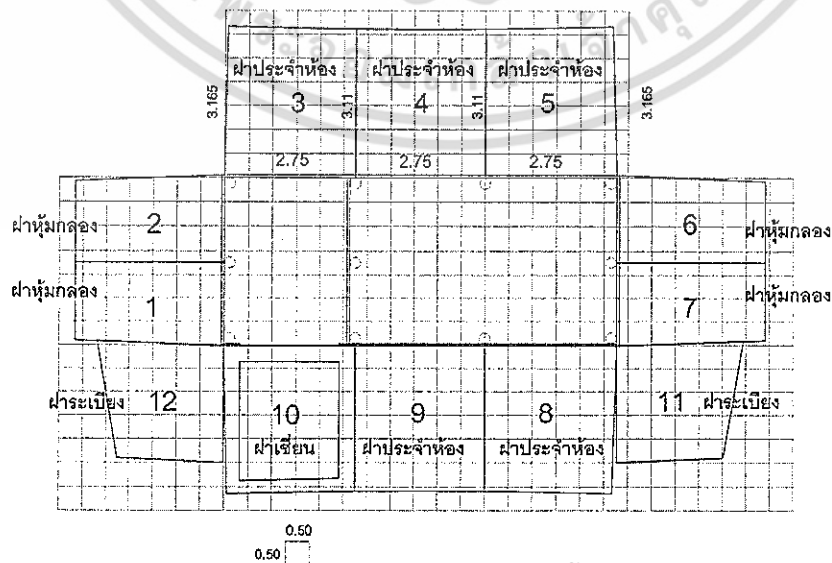 ฝาประจำห้อง ฝาประจำห้อง ฝาประจำห้อง
3.165 3 3.11 4 3.11 5 3.165
2.75 2.75 2.75
ฝาหุ้มกลอง 2 6 ฝาหุ้มกลอง
ฝาหุ้มกลอง 1 7 ฝาหุ้มกลอง
ฝาระเบียง 12 10 9 8 11 ฝาระเบียง
ฝาเซี้ยน ฝาประจำห้อง ฝาประจำห้อง
0.50
0.50